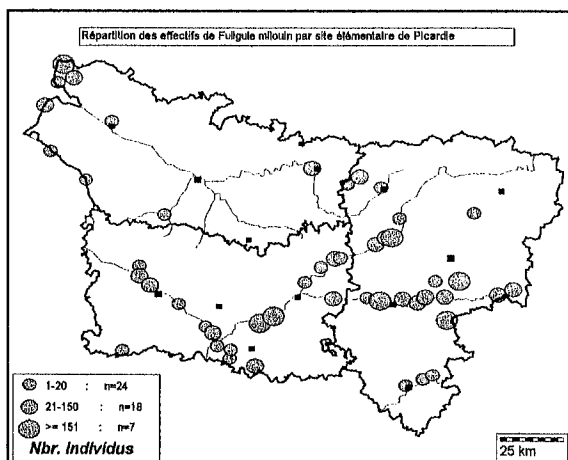 Répartition des effectifs de Fuligule milouin par site élémentaire de Picardie
1-20 : n=24
21-150 : n=18
>= 151 : n=7
Nbr. individus
25 km